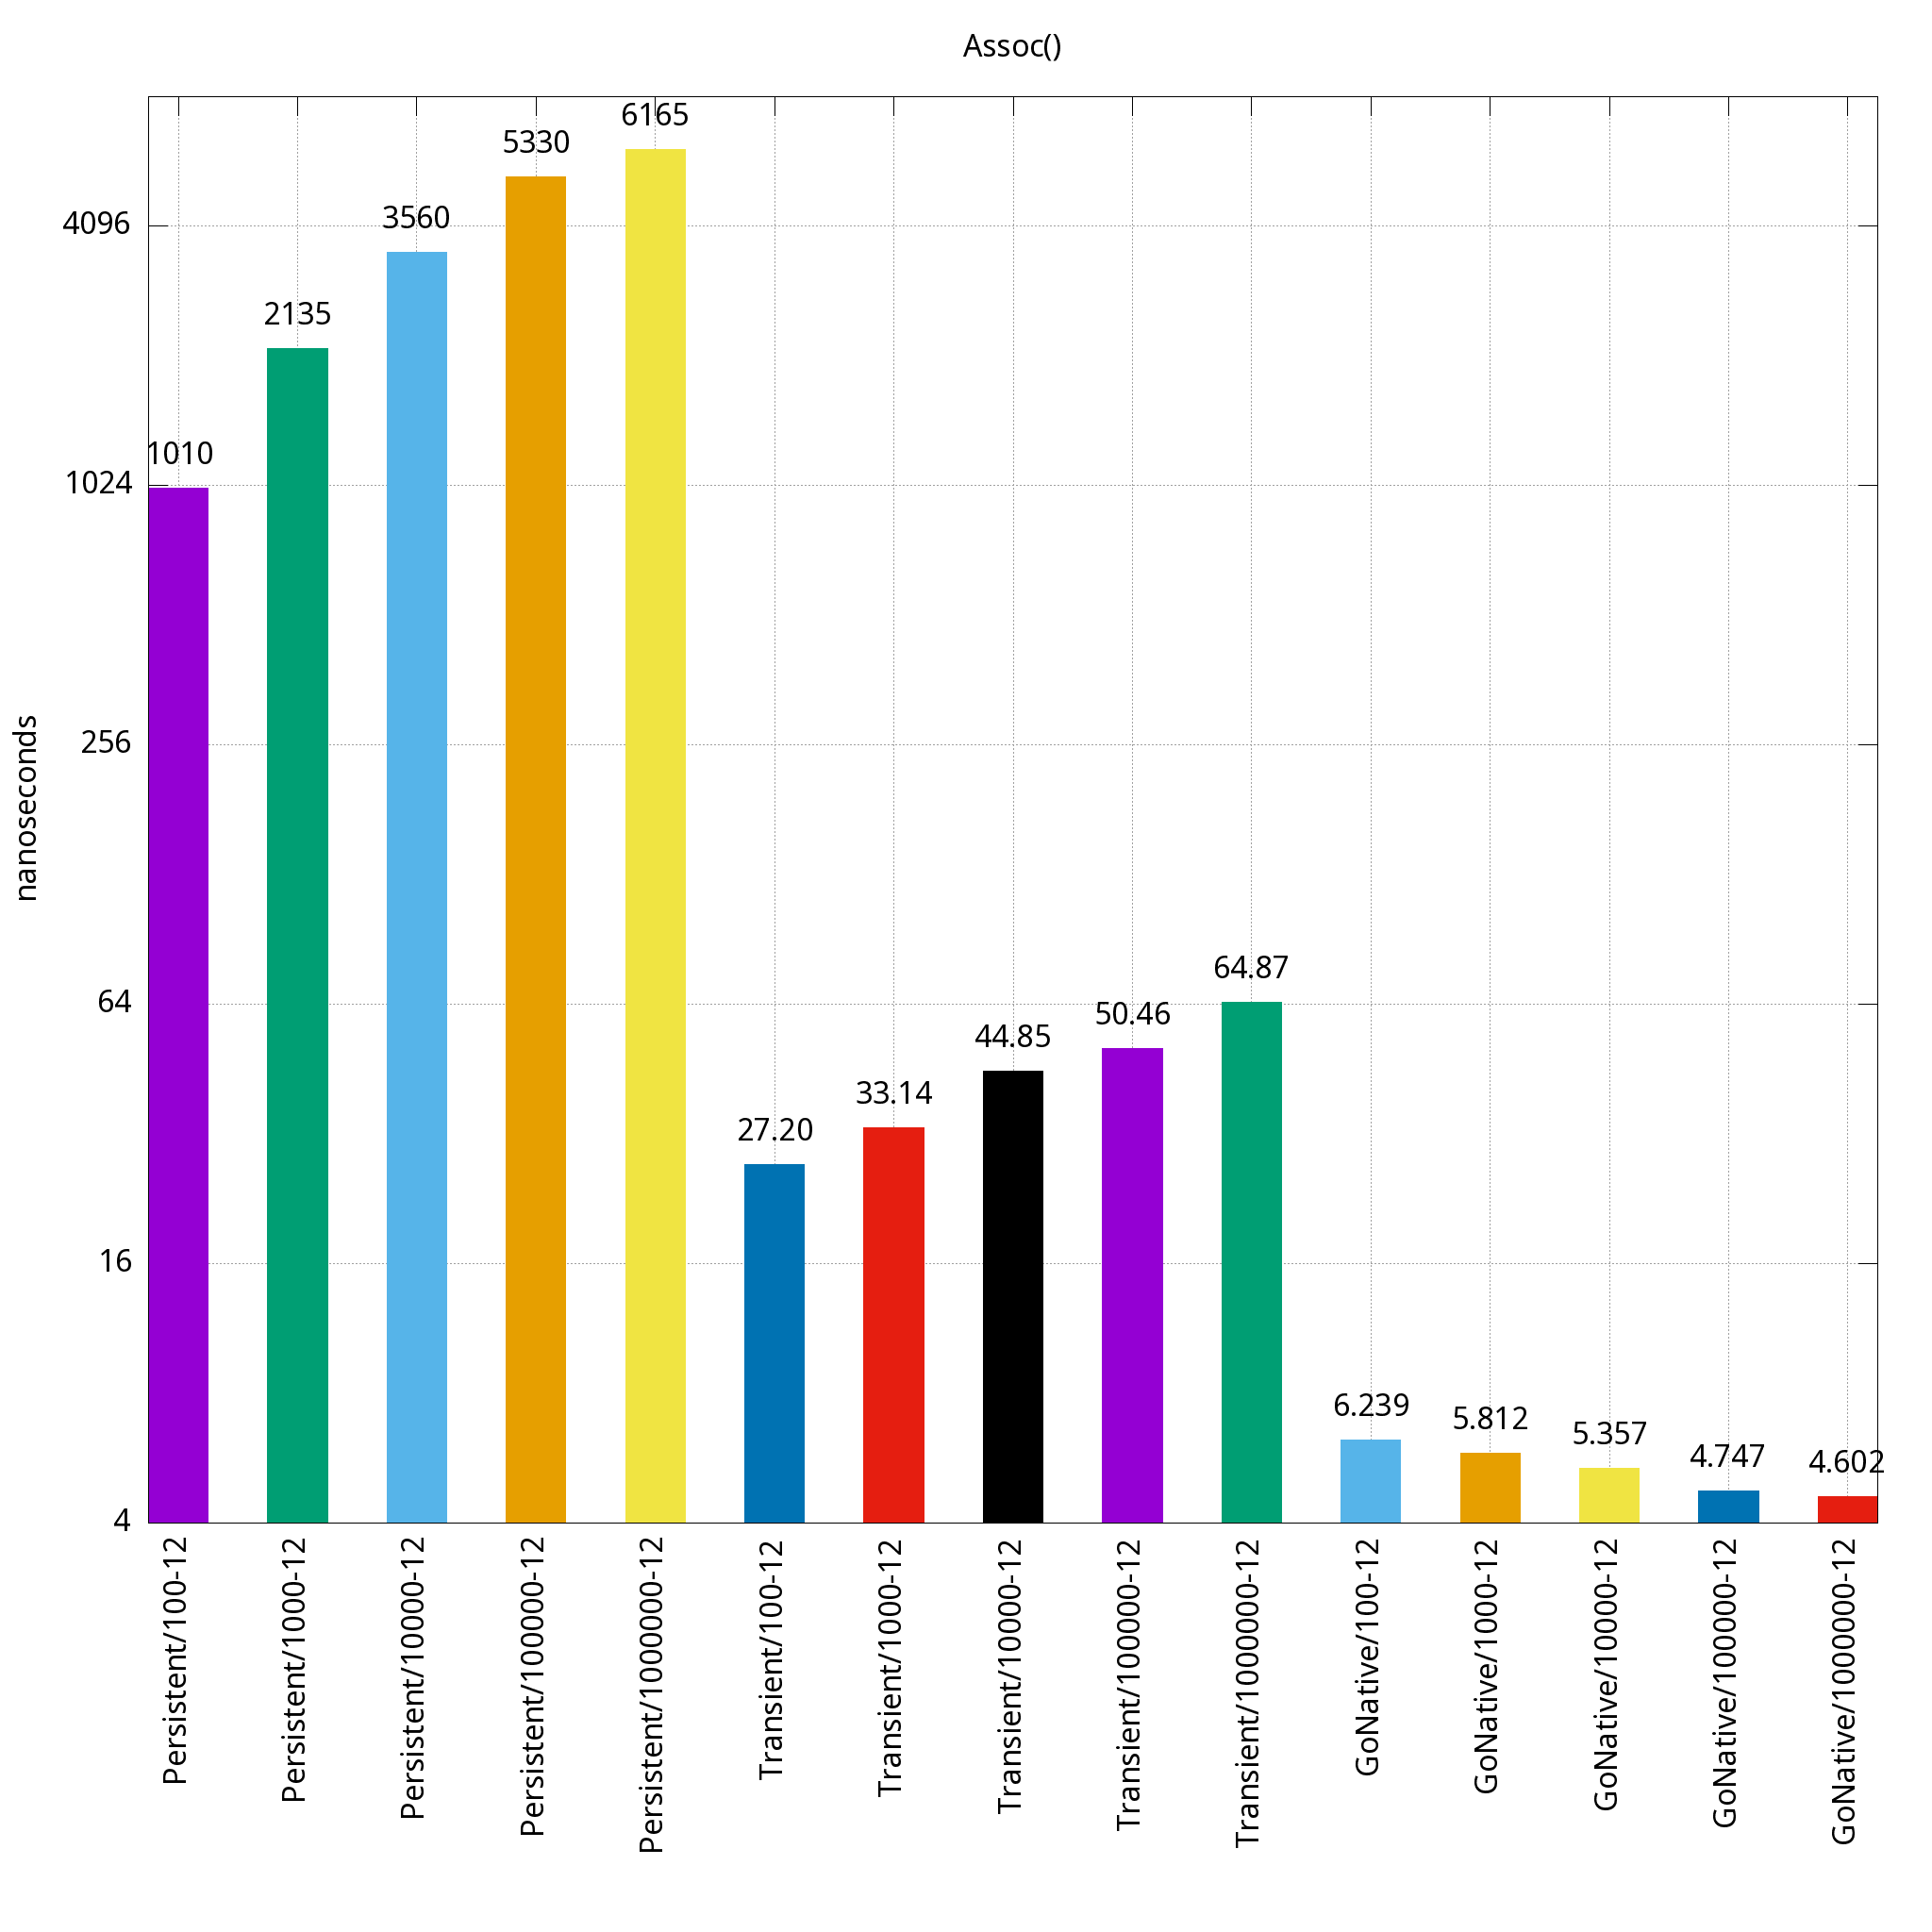 Assoc()
nanoseconds
4096
1024
256
64
16
4
1010
2135
3560
5330
6165
27.20
33.14
44.85
50.46
64.87
6.239
5.812
5.357
4.747
4.602
Persistent/100-12
Persistent/1000-12
Persistent/10000-12
Persistent/100000-12
Persistent/1000000-12
Transient/100-12
Transient/1000-12
Transient/10000-12
Transient/100000-12
Transient/1000000-12
GoNative/100-12
GoNative/1000-12
GoNative/10000-12
GoNative/100000-12
GoNative/1000000-12